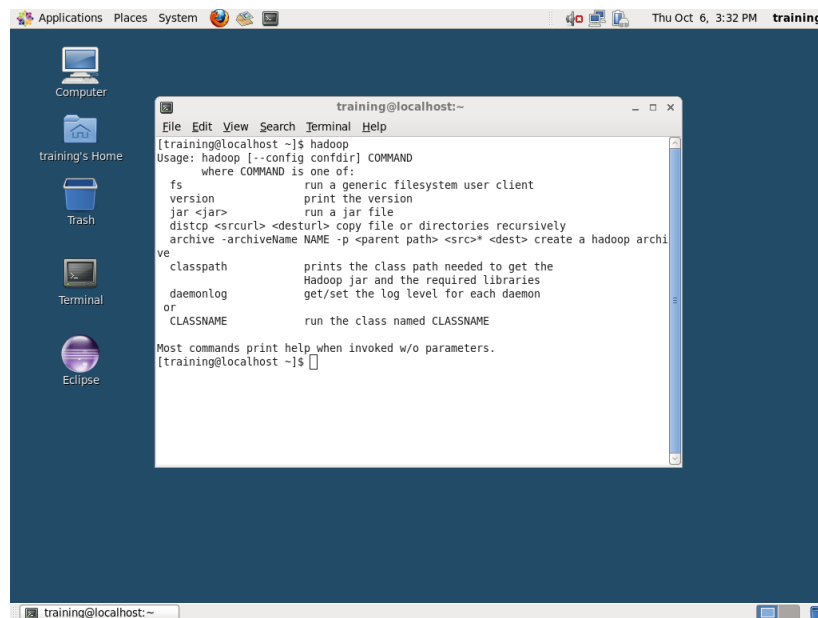 Applications Places System Thu Oct 6, 3:32 PM training
Computer
training's Home
Trash
Terminal
Eclipse
training@localhost:~
File Edit View Search Terminal Help
[training@localhost ~]$ hadoop
Usage: hadoop [--config confdir] COMMAND
where COMMAND is one of:
fs run a generic filesystem user client
version print the version
jar <jar> run a jar file
distcp <srcurl> <desturl> copy file or directories recursively
archive -archiveName NAME -p <parent path> <src>* <dest> create a hadoop archi
ve
classpath prints the class path needed to get the
Hadoop jar and the required libraries
daemonlog get/set the log level for each daemon
or
CLASSNAME run the class named CLASSNAME
Most commands print help when invoked w/o parameters.
[training@localhost ~]$
training@localhost:~